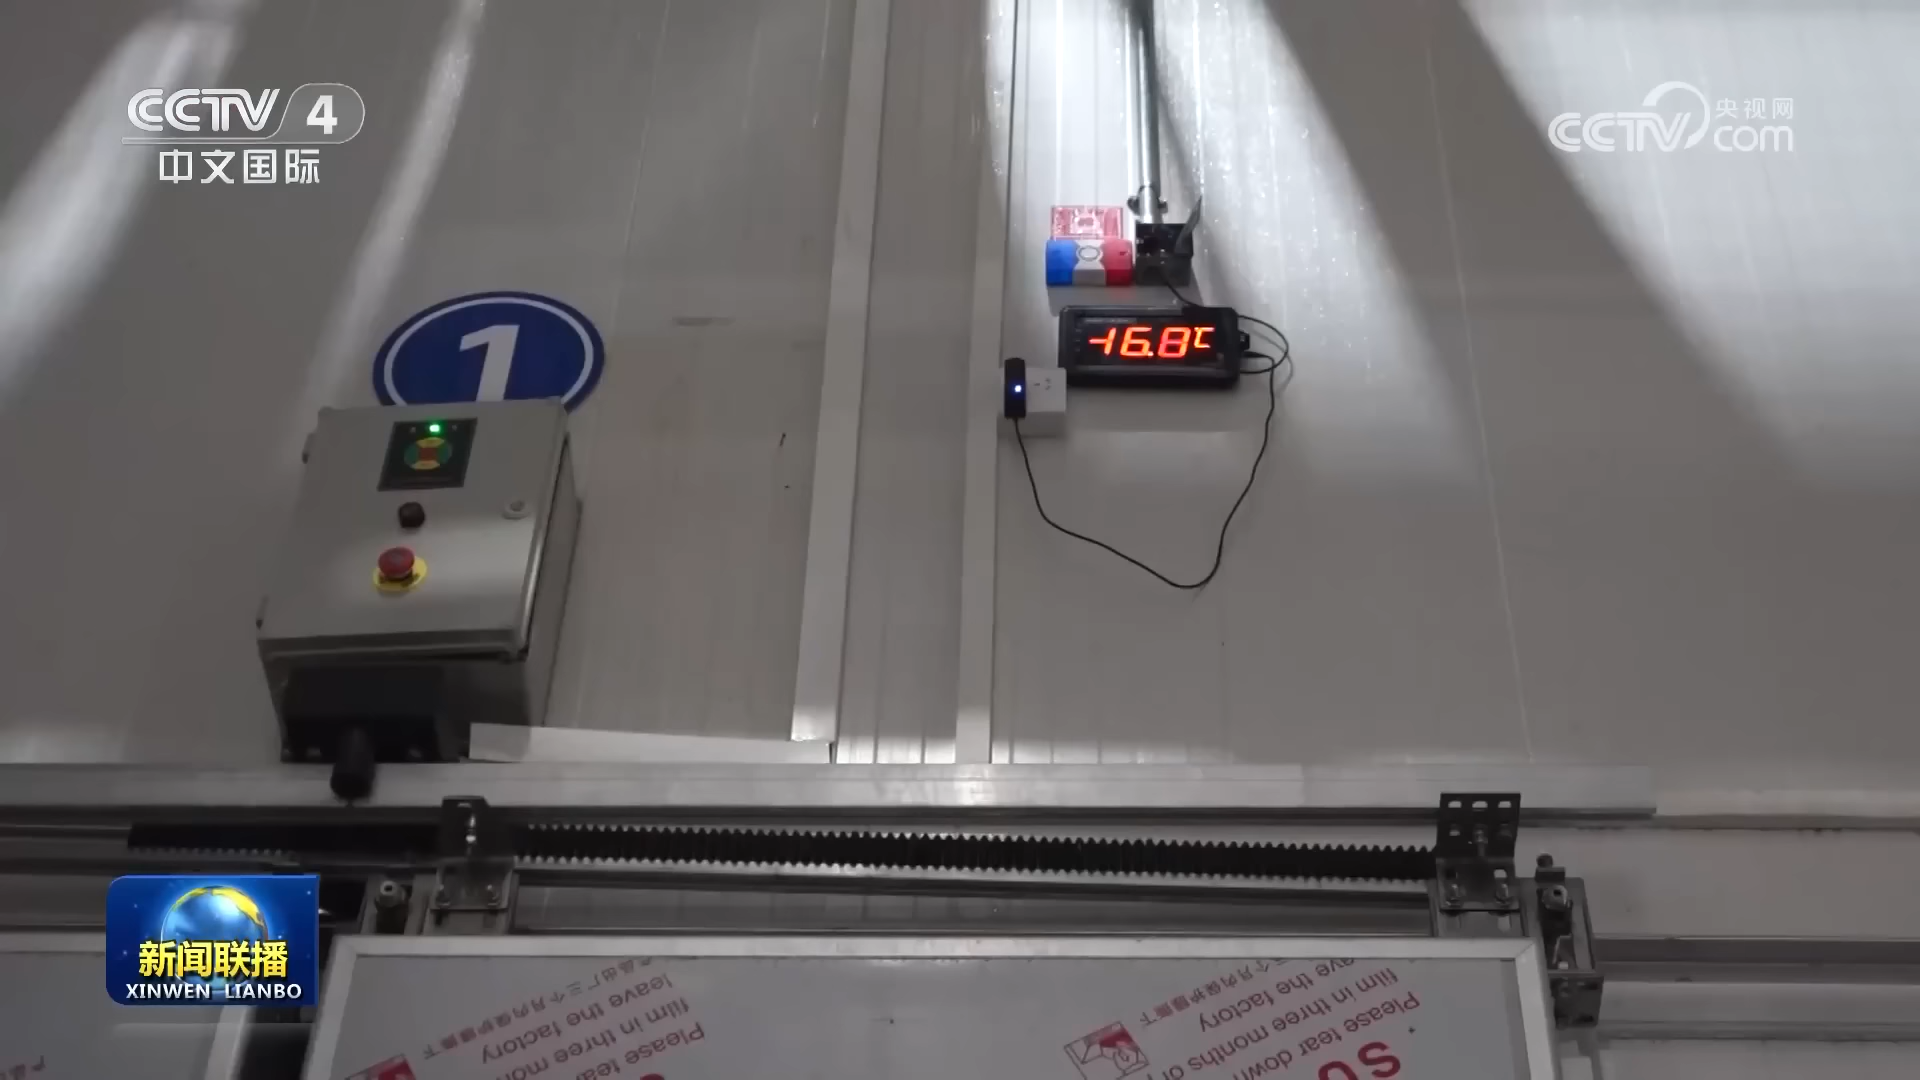 CCTV 4
中文国际
央视网
CCTV.com
1
-16.8℃
新闻联播
XINWEN LIANBO
Please tear down
film in three months
leave the factory
Please tear down
film in three months of
leave the factory